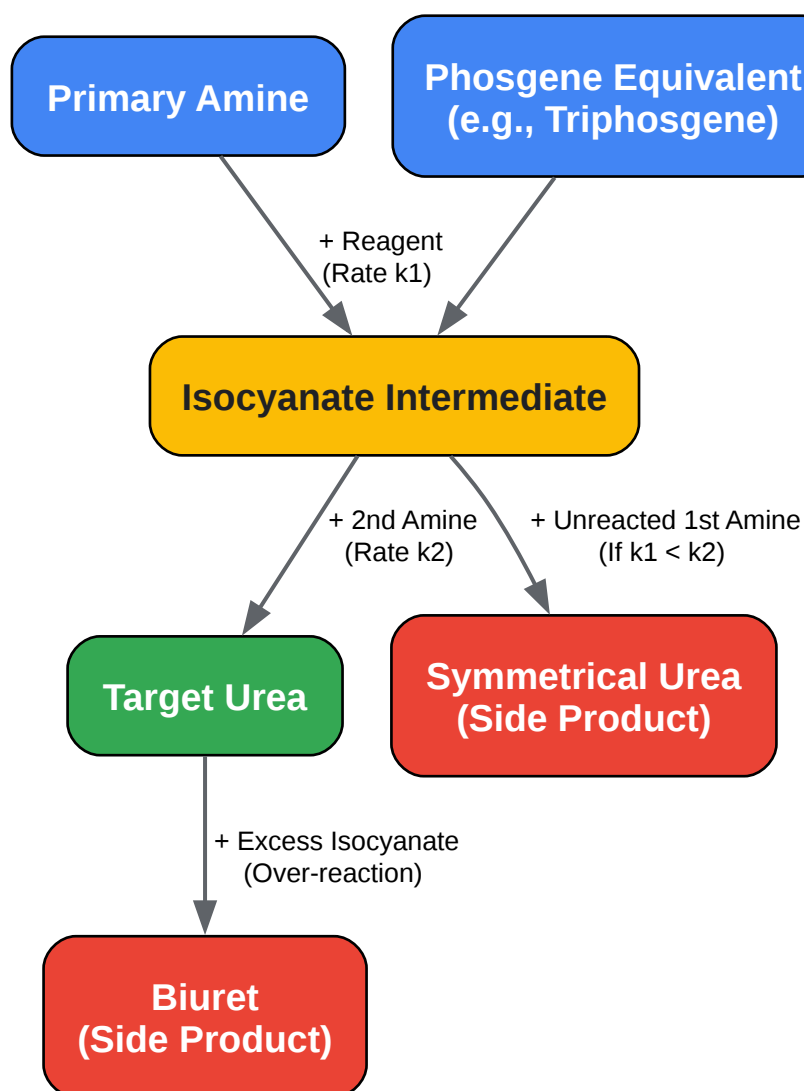 Primary Amine
Phosgene Equivalent
(e.g., Triphosgene)
+ Reagent
(Rate k1)
Isocyanate Intermediate
+ 2nd Amine
(Rate k2)
+ Unreacted 1st Amine
(If k1 < k2)
Target Urea
Symmetrical Urea
(Side Product)
+ Excess Isocyanate
(Over-reaction)
Biuret
(Side Product)